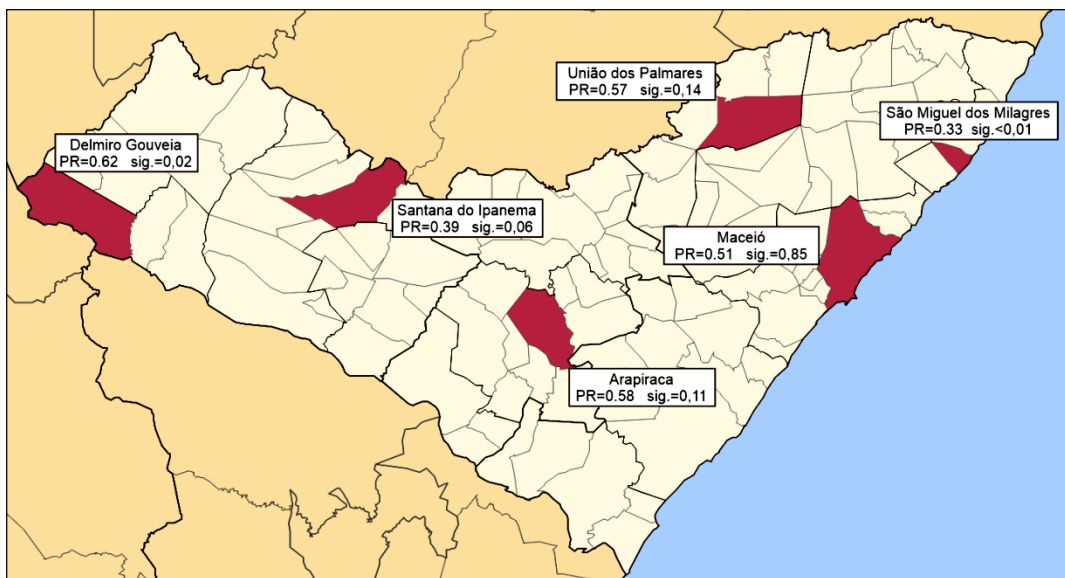 União dos Palmares
PR=0.57 sig.=0,14
São Miguel dos Milagres
PR=0.33 sig.<0,01
Delmiro Gouveia
PR=0.62 sig.=0,02
Santana do Ipanema
PR=0.39 sig.=0,06
Maceió
PR=0.51 sig.=0,85
Arapiraca
PR=0.58 sig.=0,11